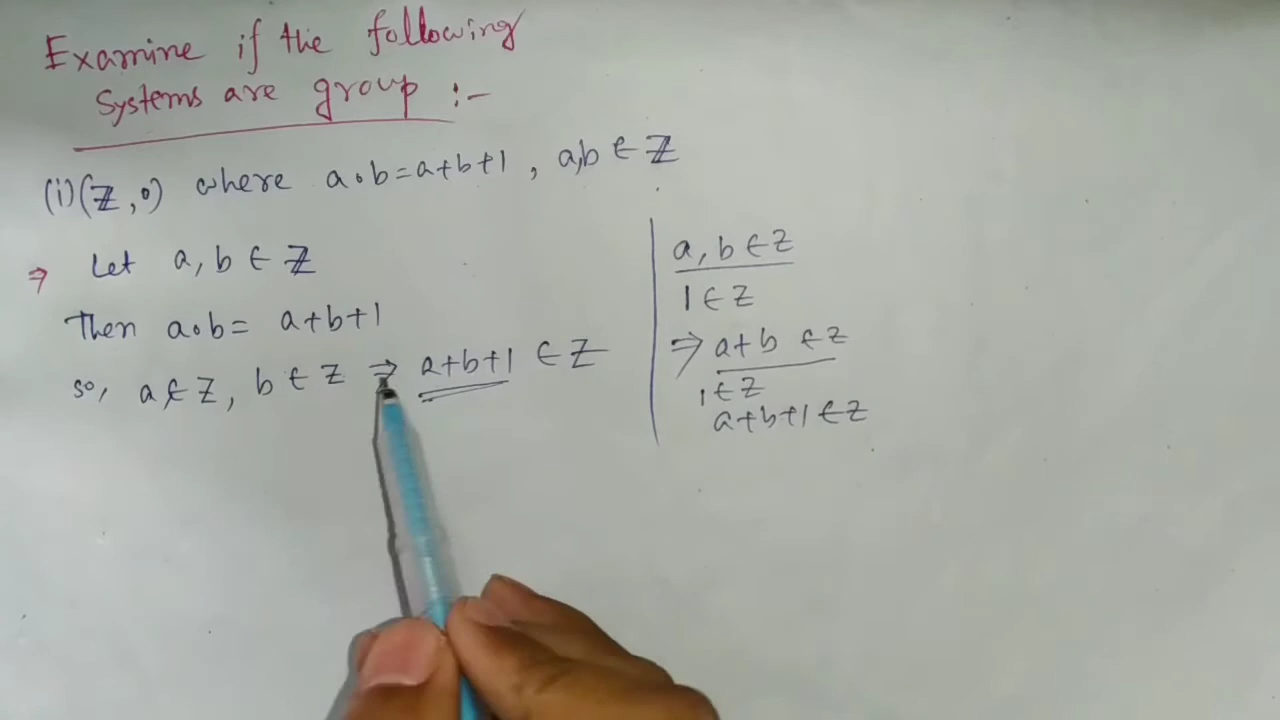 Examine if the following
Systems are group :-
(i) (ℤ, ∘) where a∘b = a+b+1, a,b ∈ ℤ
⇒ Let a, b ∈ ℤ
Then a∘b = a+b+1
so, a ∈ Z, b ∈ Z ⇒ a+b+1 ∈ Z
a, b ∈ Z
1 ∈ Z
⇒ a+b ∈ Z
1 ∈ Z
a+b+1 ∈ Z